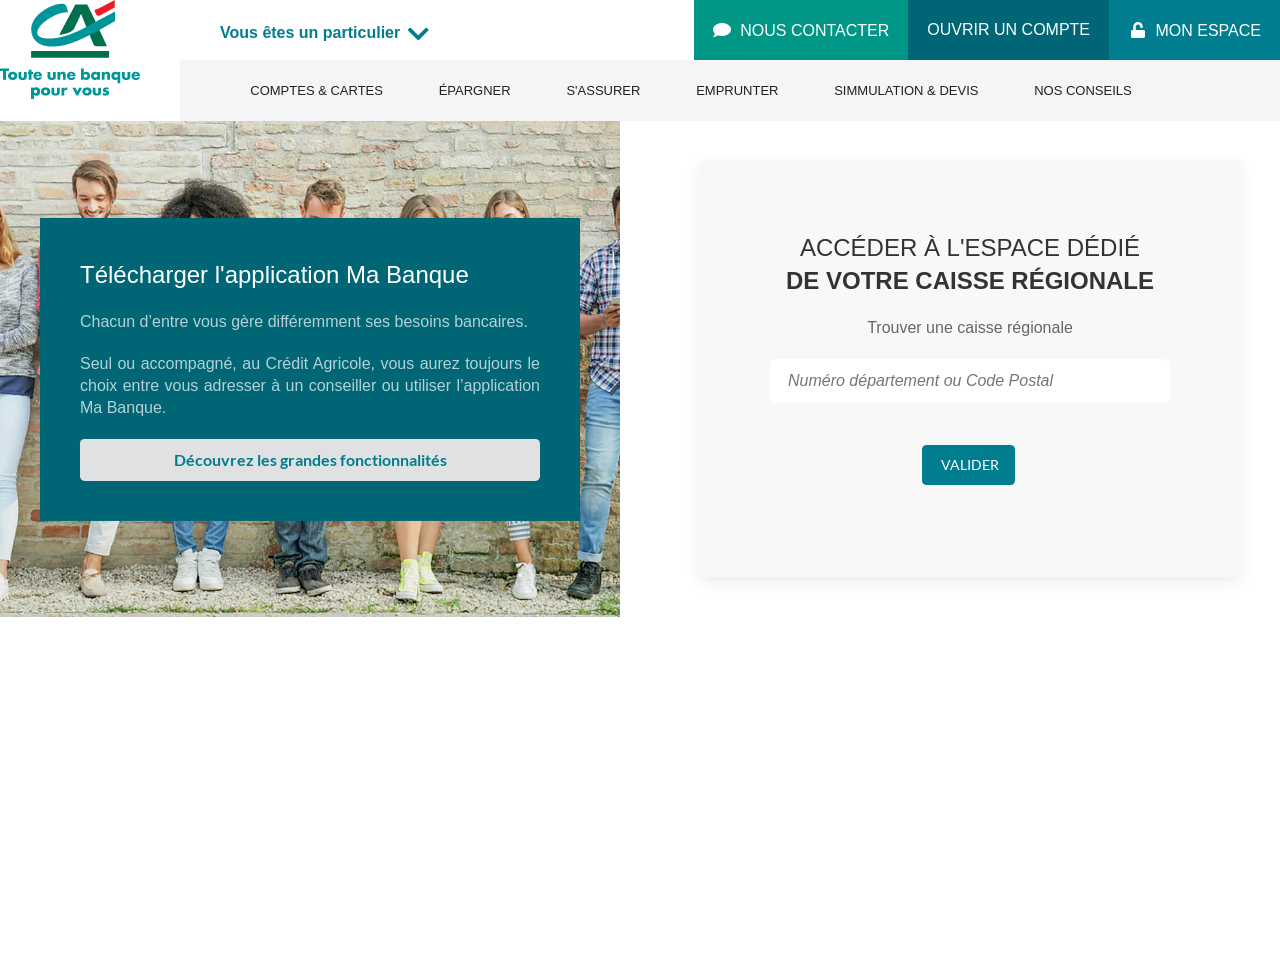 Toute une banque
pour vous
Vous êtes un particulier
NOUS CONTACTER
OUVRIR UN COMPTE
MON ESPACE
COMPTES & CARTES
ÉPARGNER
S'ASSURER
EMPRUNTER
SIMMULATION & DEVIS
NOS CONSEILS
Télécharger l'application Ma Banque
Chacun d’entre vous gère différemment ses besoins bancaires.
Seul ou accompagné, au Crédit Agricole, vous aurez toujours le
choix entre vous adresser à un conseiller ou utiliser l’application
Ma Banque.
Découvrez les grandes fonctionnalités
ACCÉDER À L'ESPACE DÉDIÉ
DE VOTRE CAISSE RÉGIONALE
Trouver une caisse régionale
Numéro département ou Code Postal
VALIDER